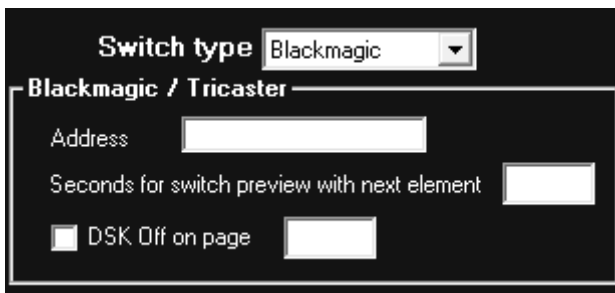 Switch type Blackmagic
Blackmagic / Tricaster
Address
Seconds for switch preview with next element
DSK Off on page